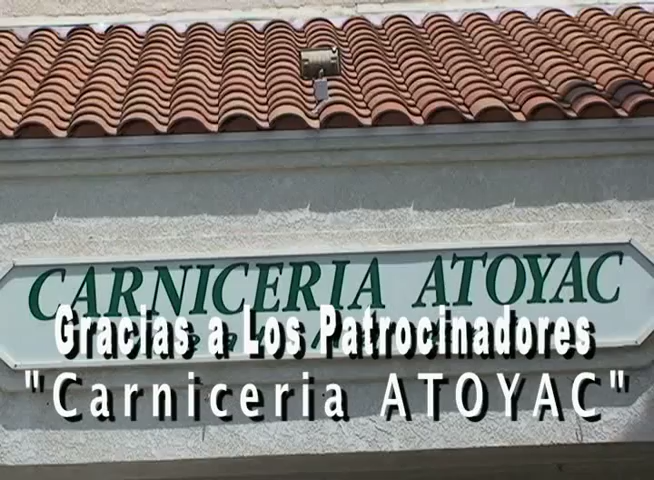 CARNICERIA ATOYAC
Gracias a Los Patrocinadores
"Carniceria ATOYAC"